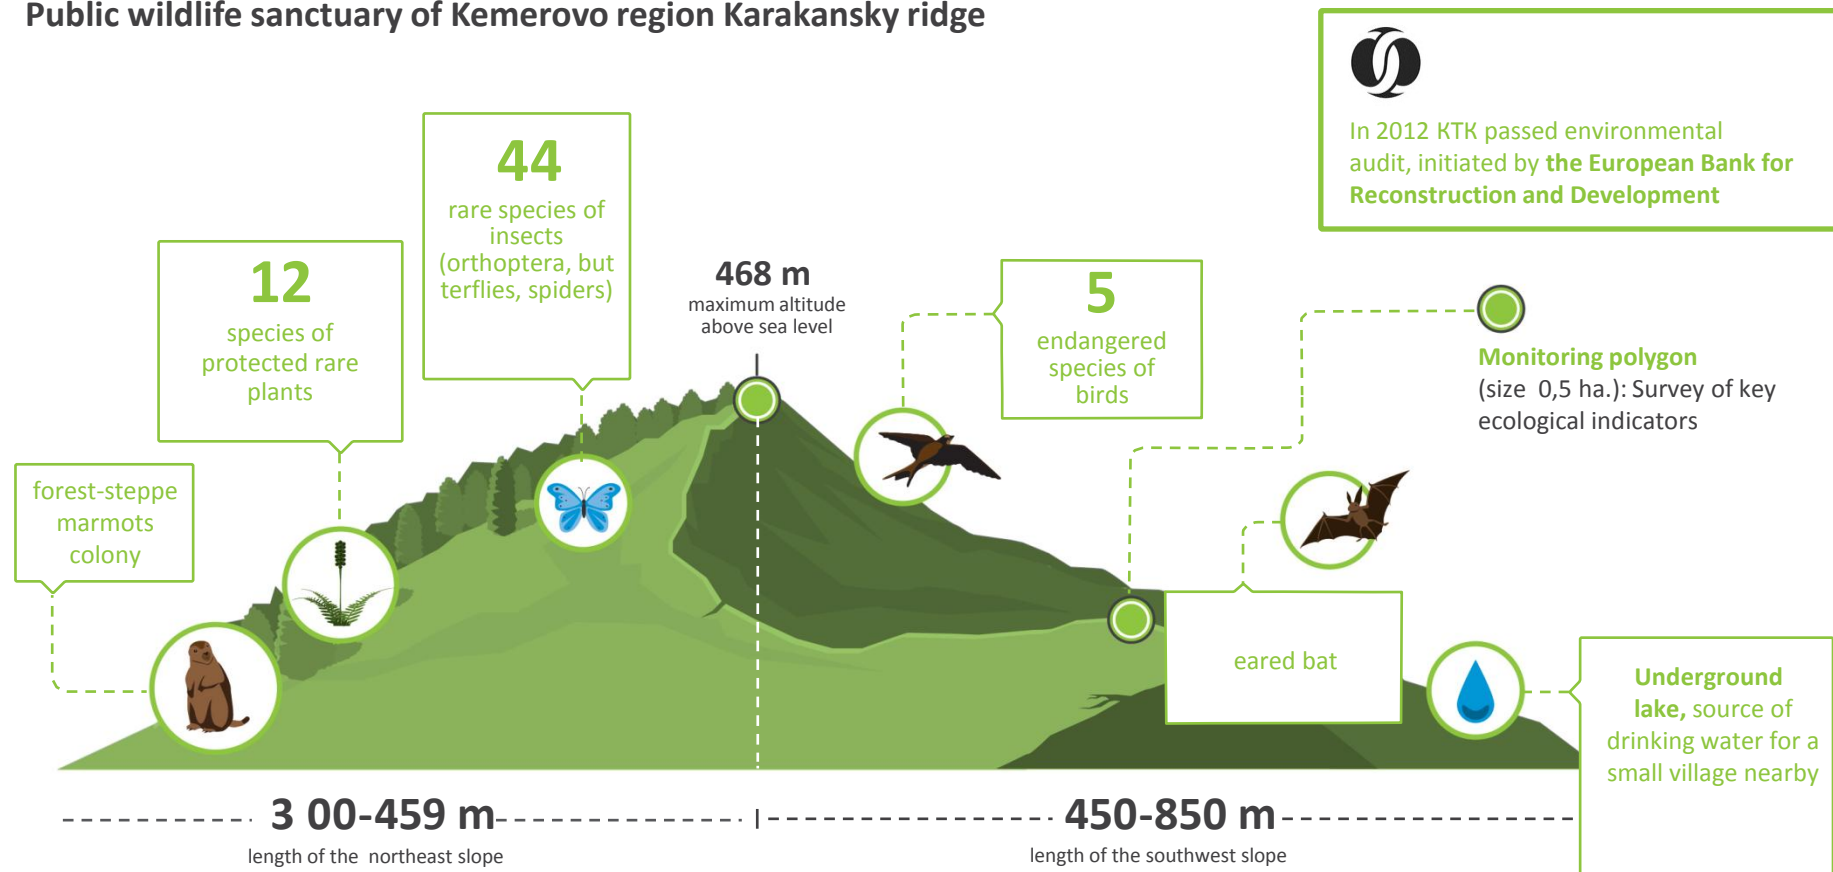 Public wildlife sanctuary of Kemerovo region Karakansky ridge
In 2012 KTK passed environmental
audit, initiated by the European Bank for
Reconstruction and Development
44
rare species of
insects
(orthoptera, but
terflies, spiders)
12
species of
protected rare
plants
468 m
maximum altitude
above sea level
5
endangered
species of
birds
Monitoring polygon
(size 0,5 ha.): Survey of key
ecological indicators
forest-steppe
marmots
colony
eared bat
Underground
lake, source of
drinking water for a
small village nearby
3 00-459 m
length of the northeast slope
450-850 m
length of the southwest slope